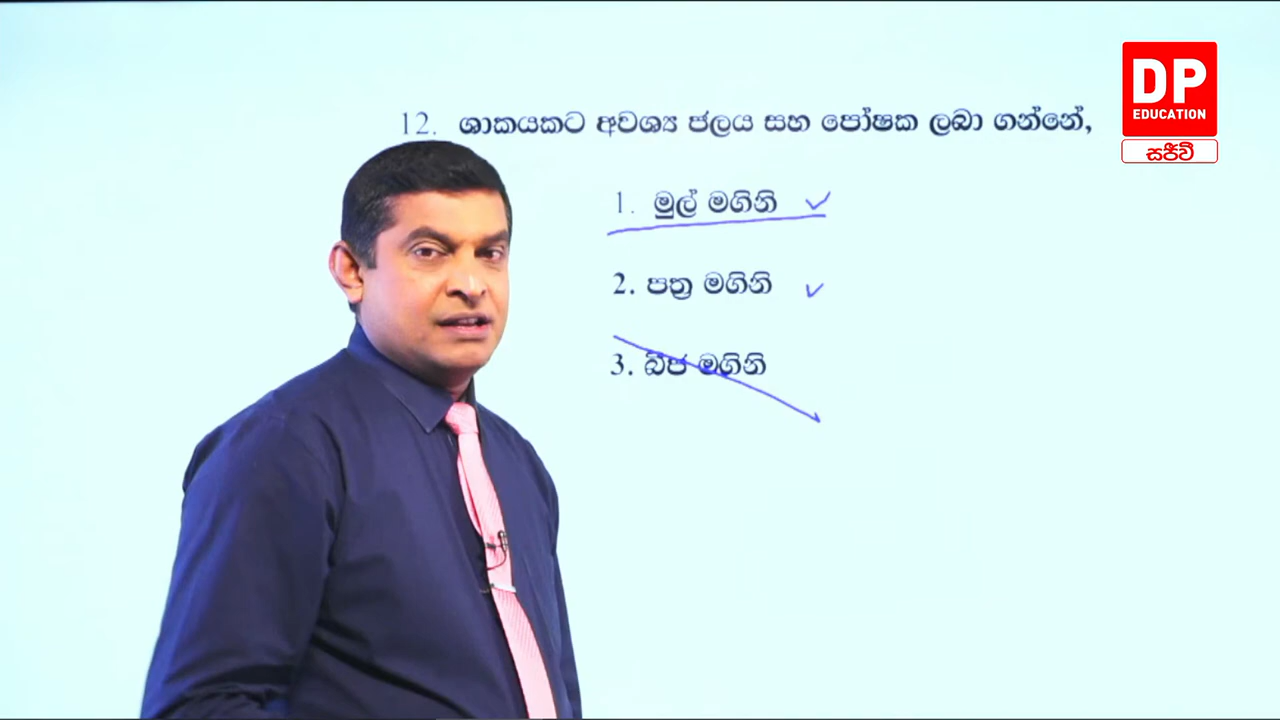 12. ශාකයකට අවශ්‍ය ජලය සහ පෝෂක ලබා ගන්නේ,
1. මුල් මගිනි
2. පත්‍ර මගිනි
3. බීජ මගිනි
DP
EDUCATION
සජීවී